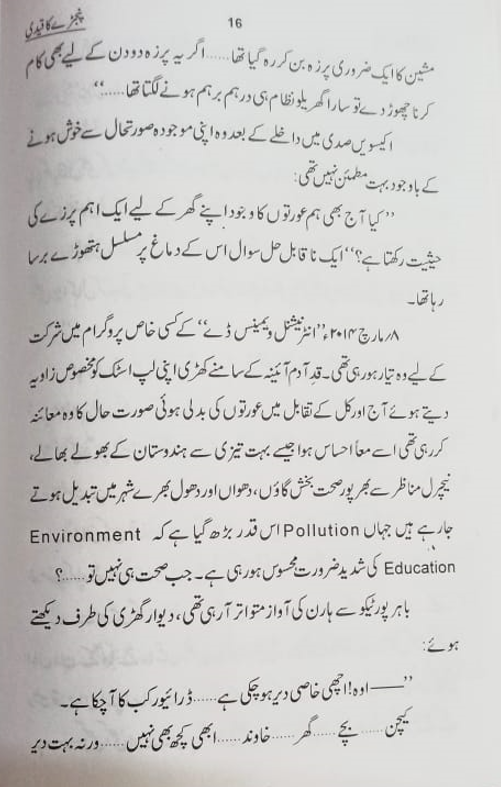 پنجرے کا قیدی 16
مشین کا ایک ضروری پرزہ بن کر رہ گیا تھا......اگر یہ پرزہ دو دن کے لیے بھی کام
کرنا چھوڑ دے تو سارا گھریلو نظام ہی درہم برہم ہونے لگتا تھا.....“
اکیسویں صدی میں داخلے کے بعد وہ اپنی موجودہ صورتحال سے خوش ہونے
کے باوجود بہت مطمئن نہیں تھی:
”کیا آج بھی ہم عورتوں کا وجود اپنے گھر کے لیے ایک اہم پرزے کی
حیثیت رکھتا ہے؟“ ایک ناقابل حل سوال اس کے دماغ پر مسلسل ہتھوڑے برسا
رہا تھا۔
۸؍مارچ ۲۰۱۴ء ”انٹرنیشنل ویمینس ڈے“ کے کسی خاص پروگرام میں شرکت
کے لیے وہ تیار ہو رہی تھی۔ قدِ آدم آئینہ کے سامنے کھڑی اپنی لپ اسٹک کو مخصوص زاویہ
دیتے ہوئے آج اور کل کے تقابل میں عورتوں کی بدلی ہوئی صورت حال کا وہ معائنہ
کر رہی تھی اسے معاً احساس ہوا جیسے بہت تیزی سے ہندوستان کے بھولے بھالے،
نیچرل مناظر سے بھرپور صحت بخش گاؤں، دھواں اور دھول بھرے شہر میں تبدیل ہوتے
جا رہے ہیں جہاں Pollution اس قدر بڑھ گیا ہے کہ Environment
Education کی شدید ضرورت محسوس ہو رہی ہے۔ جب صحت ہی نہیں تو......؟
باہر پورٹیکو سے ہارن کی آواز متواتر آ رہی تھی، دیوار گھڑی کی طرف دیکھتے
ہوئے:
”——اوہ! اچھی خاصی دیر ہو چکی ہے......ڈرائیور کب کا آ چکا ہے۔
کیچن......بچے......گھر......خاوند......ابھی کچھ بھی نہیں......ورنہ بہت دیر